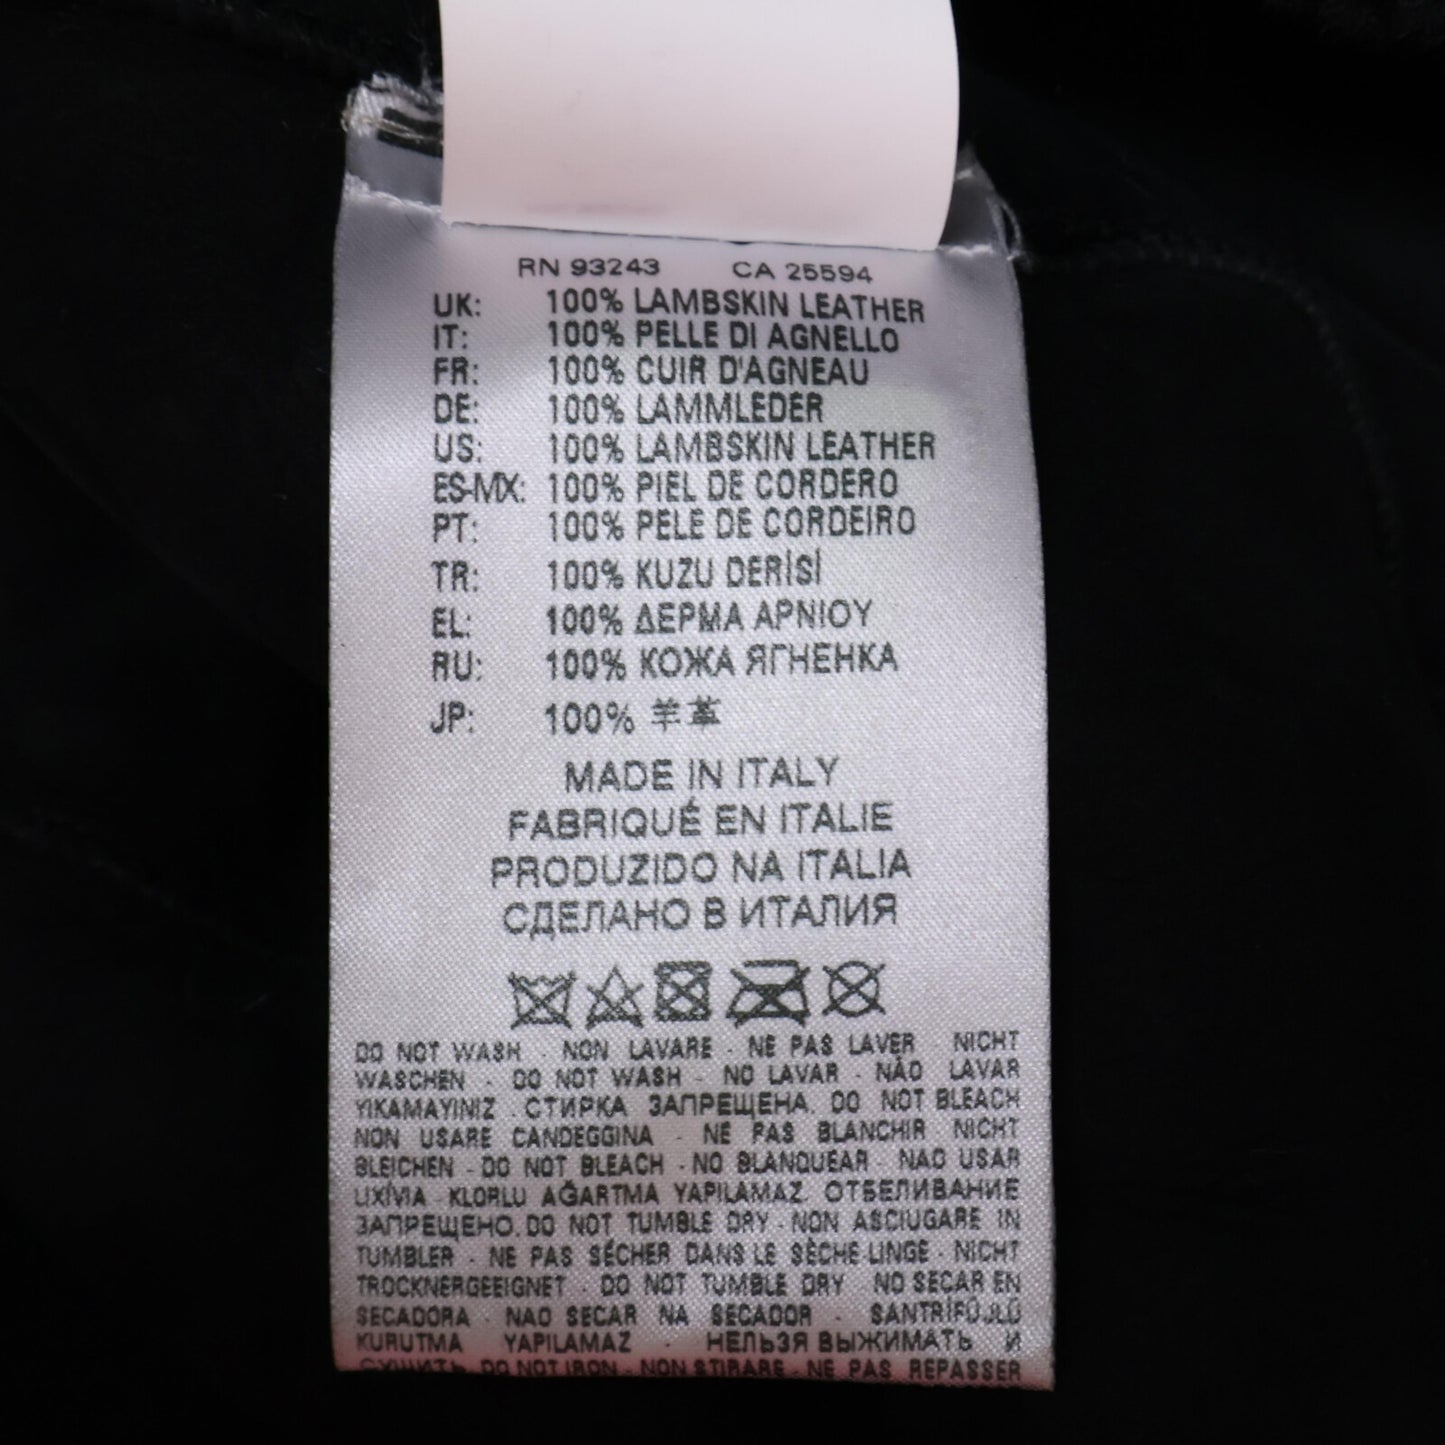 RN 93243 CA 25594
UK: 100% LAMBSKIN LEATHER
IT: 100% PELLE DI AGNELLO
FR: 100% CUIR D'AGNEAU
DE: 100% LAMMLEDER
US: 100% LAMBSKIN LEATHER
ES-MX: 100% PIEL DE CORDERO
PT: 100% PELE DE CORDEIRO
TR: 100% KUZU DERİSİ
EL: 100% ΔΕΡΜΑ ΑΡΝΙΟΥ
RU: 100% КОЖА ЯГНЕНКА
JP: 100% 羊革
MADE IN ITALY
FABRIQUÉ EN ITALIE
PRODUZIDO NA ITALIA
СДЕЛАНО В ИТАЛИЯ
DO NOT WASH - NON LAVARE - NE PAS LAVER NICHT
WASCHEN - DO NOT WASH - NO LAVAR - NÃO LAVAR
YIKAMAYINIZ . СТИРКА ЗАПРЕЩЕНА. DO NOT BLEACH
NON USARE CANDEGGINA - NE PAS BLANCHIR NICHT
BLEICHEN - DO NOT BLEACH - NO BLANQUEAR - NAO USAR
LIXÍVIA - KLORLU AĞARTMA YAPILAMAZ. ОТБЕЛИВАНИЕ
ЗАПРЕЩЕНО. DO NOT TUMBLE DRY - NON ASCIUGARE IN
TUMBLER - NE PAS SÉCHER DANS LE SÈCHE-LINGE - NICHT
TROCKNERGEEIGNET - DO NOT TUMBLE DRY NO SECAR EN
SECADORA - NAO SECAR NA SECADOR - SANTRİFÜJLÜ
KURUTMA YAPILAMAZ - НЕЛЬЗЯ ВЫЖИМАТЬ И
СУШИТЬ. DO NOT IRON - NON STIRARE - NE PAS REPASSER